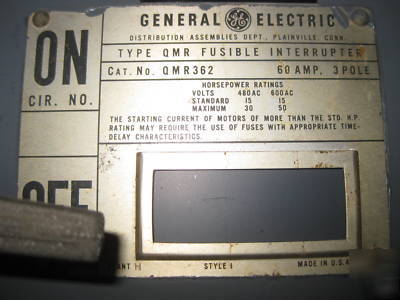 GENERAL GE ELECTRIC
DISTRIBUTION ASSEMBLIES DEPT., PLAINVILLE, CONN.
TYPE QMR FUSIBLE INTERRUPTER
CAT. No. QMR362 60 AMP, 3 POLE
ON
CIR. NO.
HORSEPOWER RATINGS
VOLTS 480AC 600AC
STANDARD 15 15
MAXIMUM 30 50
THE STARTING CURRENT OF MOTORS OF MORE THAN THE STD. H.P.
RATING MAY REQUIRE THE USE OF FUSES WITH APPROPRIATE TIME-
DELAY CHARACTERISTICS.
OFF
STYLE I MADE IN U.S.A.